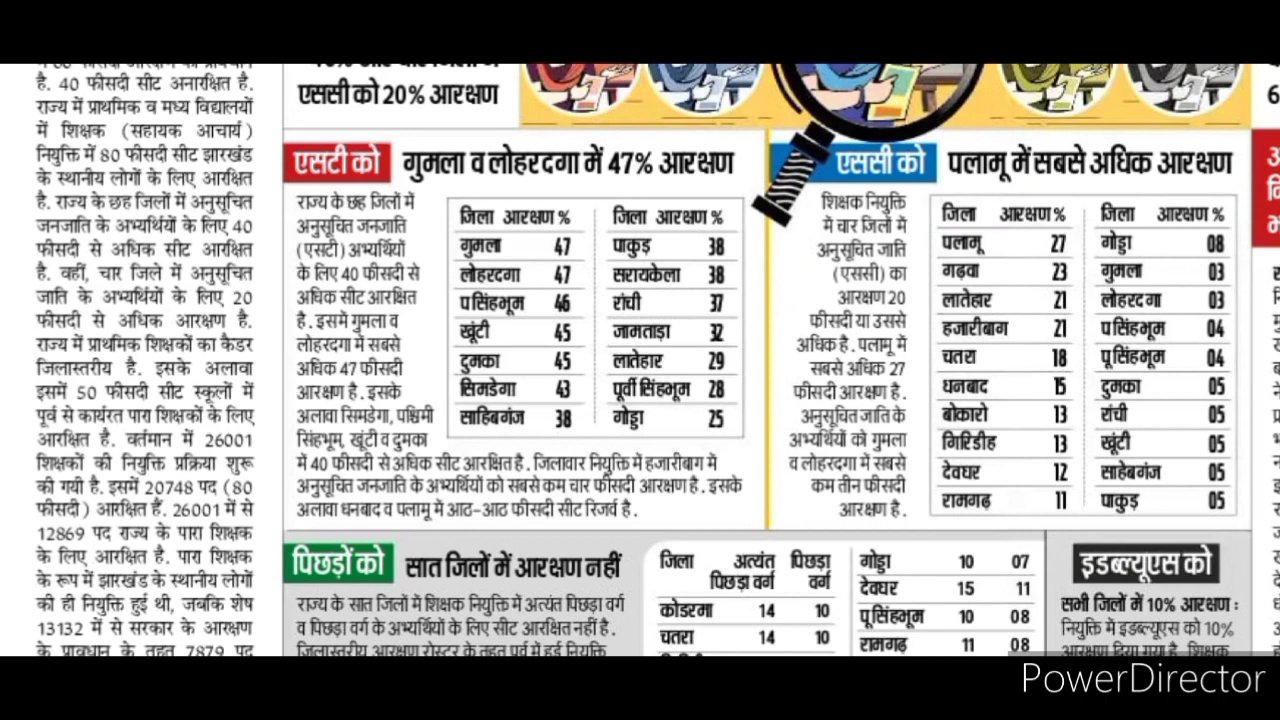 है. 40 फीसदी सीट अनारक्षित है.
राज्य में प्राथमिक व मध्य विद्यालयों
में शिक्षक (सहायक आचार्य)
नियुक्ति में 80 फीसदी सीट झारखंड
के स्थानीय लोगों के लिए आरक्षित
है. राज्य के छह जिलों में अनुसूचित
जनजाति के अभ्यर्थियों के लिए 40
फीसदी से अधिक सीट आरक्षित
है. वहीं, चार जिले में अनुसूचित
जाति के अभ्यर्थियों के लिए 20
फीसदी से अधिक आरक्षण है.
राज्य में प्राथमिक शिक्षकों का कैडर
जिलास्तरीय है. इसके अलावा
इसमें 50 फीसदी सीट स्कूलों में
पूर्व से कार्यरत पारा शिक्षकों के लिए
आरक्षित है. वर्तमान में 26001
शिक्षकों की नियुक्ति प्रक्रिया शुरू
की गयी है. इसमें 20748 पद (80
फीसदी) आरक्षित हैं. 26001 में से
12869 पद राज्य के पारा शिक्षक
के लिए आरक्षित है. पारा शिक्षक
के रूप में झारखंड के स्थानीय लोगों
की ही नियुक्ति हुई थी, जबकि शेष
13132 में से सरकार के आरक्षण
के प्रावधान के तहत 7879 पद
एससी को 20% आरक्षण
एसटी को गुमला व लोहरदगा में 47% आरक्षण
राज्य के छह जिलों में
अनुसूचित जनजाति
(एसटी) अभ्यर्थियों
के लिए 40 फीसदी से
अधिक सीट आरक्षित
है. इसमें गुमला व
लोहरदगा में सबसे
अधिक 47 फीसदी
आरक्षण है. इसके
अलावा सिमडेगा, पश्चिमी
सिंहभूम, खूंटी व दुमका
में 40 फीसदी से अधिक सीट आरक्षित है. जिलावार नियुक्ति में हजारीबाग में
अनुसूचित जनजाति के अभ्यर्थियों को सबसे कम चार फीसदी आरक्षण है. इसके
अलावा धनबाद व पलामू में आठ-आठ फीसदी सीट रिजर्व है.
जिला आरक्षण % जिला आरक्षण %
गुमला 47 पाकुड़ 38
लोहरदगा 47 सरायकेला 38
प सिंहभूम 46 रांची 37
खूंटी 45 जामताड़ा 32
दुमका 45 लातेहार 29
सिमडेगा 43 पूर्वी सिंहभूम 28
साहिबगंज 38 गोड्डा 25
एससी को पलामू में सबसे अधिक आरक्षण
शिक्षक नियुक्ति
में चार जिलों में
अनुसूचित जाति
(एससी) का
आरक्षण 20
फीसदी या उससे
अधिक है. पलामू में
सबसे अधिक 27
फीसदी आरक्षण है.
अनुसूचित जाति के
अभ्यर्थियों को गुमला
व लोहरदगा में सबसे
कम तीन फीसदी
आरक्षण है.
जिला आरक्षण% जिला आरक्षण %
पलामू 27 गोड्डा 08
गढ़वा 23 गुमला 03
लातेहार 21 लोहरदगा 03
हजारीबाग 21 प सिंहभूम 04
चतरा 18 पू सिंहभूम 04
धनबाद 15 दुमका 05
बोकारो 13 रांची 05
गिरिडीह 13 खूंटी 05
देवघर 12 साहेबगंज 05
रामगढ़ 11 पाकुड़ 05
पिछड़ों को सात जिलों में आरक्षण नहीं
राज्य के सात जिलों में शिक्षक नियुक्ति में अत्यंत पिछड़ा वर्ग
व पिछड़ा वर्ग के अभ्यर्थियों के लिए सीट आरक्षित नहीं है.
जिलास्तरीय आरक्षण रोस्टर के तहत पूर्व में हुई नियुक्ति
जिला अत्यंत पिछड़ा
पिछड़ा वर्ग वर्ग
कोडरमा 14 10
चतरा 14 10
गोड्डा 10 07
देवघर 15 11
पू सिंहभूम 10 08
रामगढ़ 11 08
इडब्ल्यूएस को
सभी जिलों में 10% आरक्षण :
नियुक्ति में इडब्ल्यूएस को 10%
आरक्षण दिया गया है. शिक्षक
PowerDirector